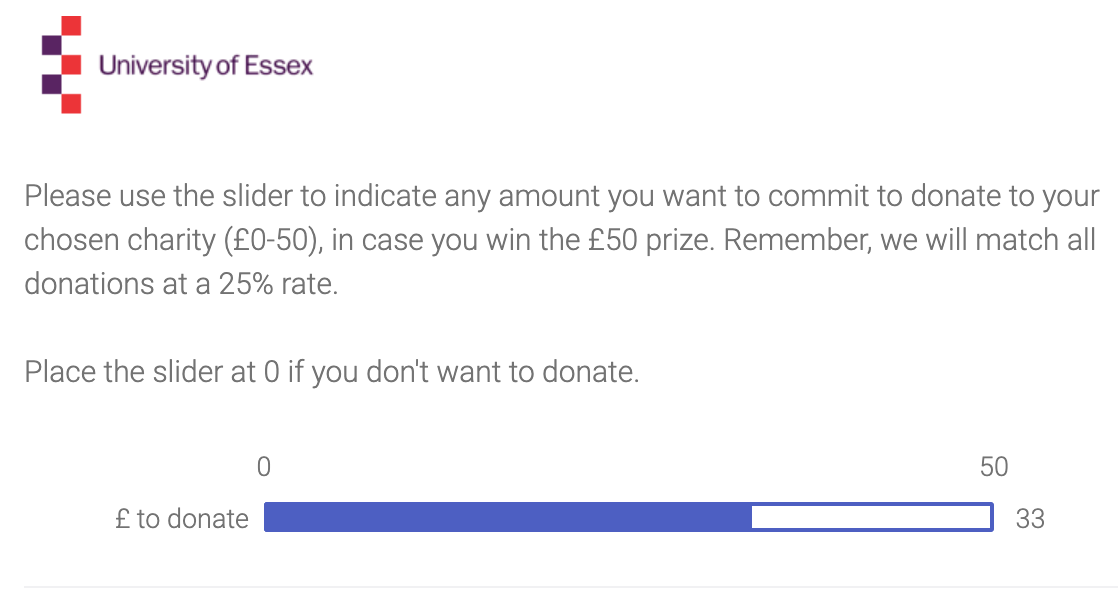 University of Essex
Please use the slider to indicate any amount you want to commit to donate to your
chosen charity (£0-50), in case you win the £50 prize. Remember, we will match all
donations at a 25% rate.
Place the slider at 0 if you don't want to donate.
0 50
£ to donate 33